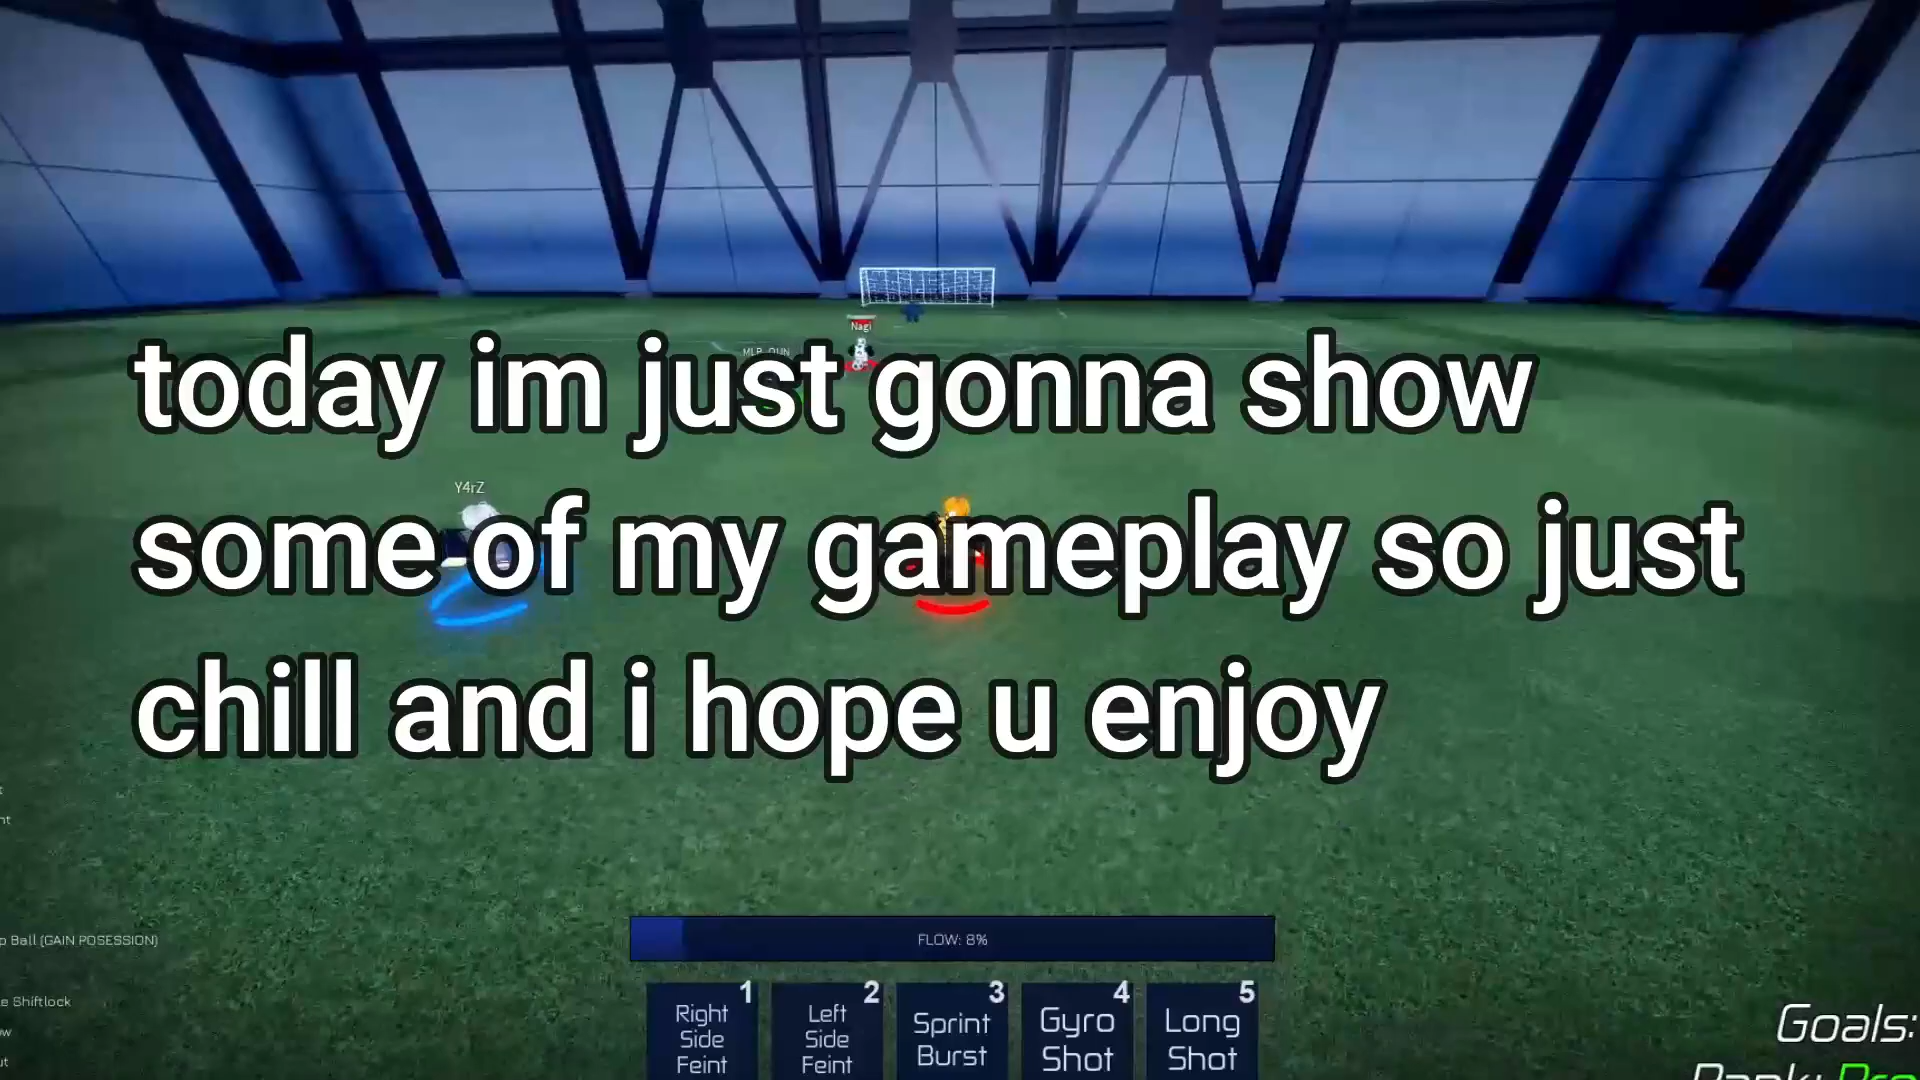 Nagi
today im just gonna show
Y4rZ
some of my gameplay so just
chill and i hope u enjoy
p Ball (GAIN POSESSION)
FLOW: 8%
e Shiftlock
1
Right
Side
Feint
2
Left
Side
Feint
3
Sprint
Burst
4
Gyro
Shot
5
Long
Shot
Goals: